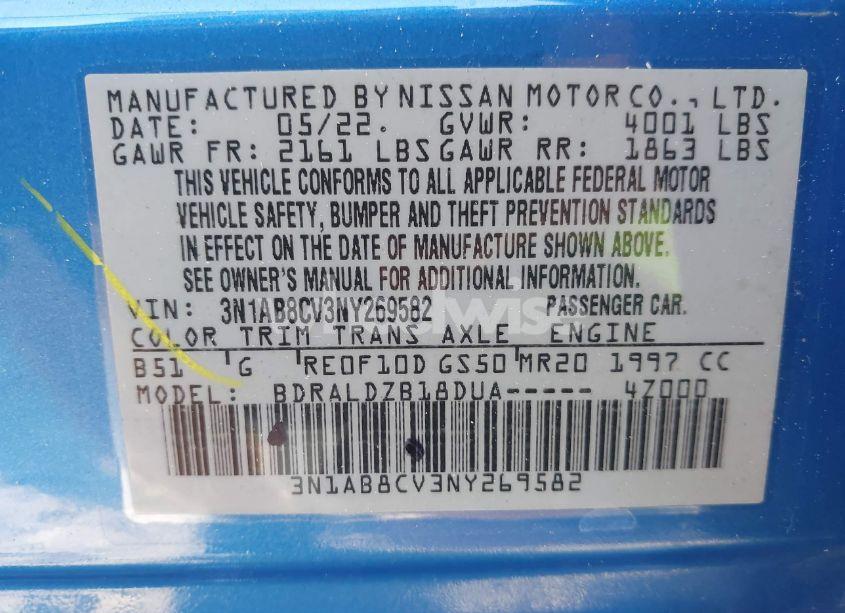 MANUFACTURED BY NISSAN MOTOR CO., LTD.
DATE: 05/22. GVWR: 4001 LBS
GAWR FR: 2161 LBS GAWR RR: 1863 LBS
THIS VEHICLE CONFORMS TO ALL APPLICABLE FEDERAL MOTOR
VEHICLE SAFETY, BUMPER AND THEFT PREVENTION STANDARDS
IN EFFECT ON THE DATE OF MANUFACTURE SHOWN ABOVE.
SEE OWNER'S MANUAL FOR ADDITIONAL INFORMATION.
VIN: 3N1AB8CV3NY269582 PASSENGER CAR.
COLOR TRIM TRANS AXLE ENGINE
B51 G RE0F10D GS50 MR20 1997 CC
MODEL: BDRALDZB18DUA----- 4Z000
3N1AB8CV3NY269582